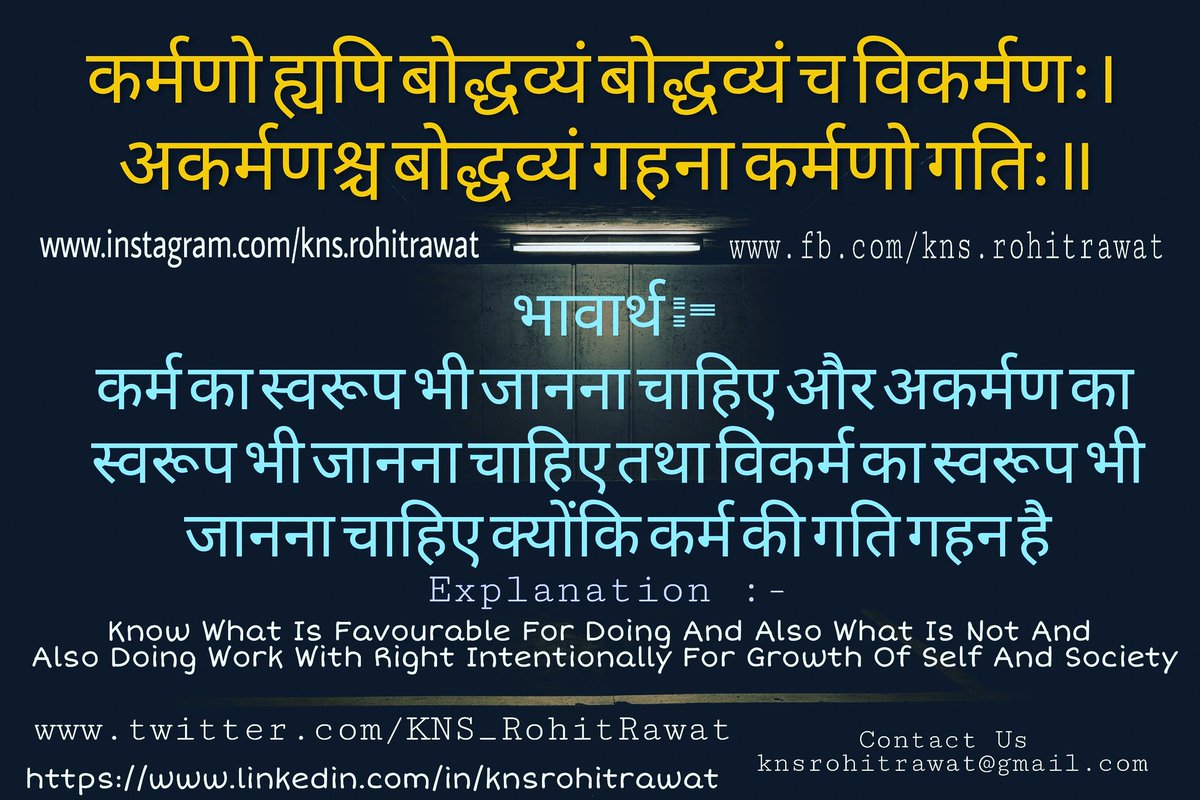 कर्मणो ह्यपि बोद्धव्यं बोद्धव्यं च विकर्मणः।
अकर्मणश्च बोद्धव्यं गहना कर्मणो गतिः॥
www.instagram.com/kns.rohitrawat
www.fb.com/kns.rohitrawat
भावार्थ :=
कर्म का स्वरूप भी जानना चाहिए और अकर्मण का
स्वरूप भी जानना चाहिए तथा विकर्म का स्वरूप भी
जानना चाहिए क्योंकि कर्म की गति गहन है
Explanation :-
Know What Is Favourable For Doing And Also What Is Not And
Also Doing Work With Right Intentionally For Growth Of Self And Society
www.twitter.com/KNS_RohitRawat
https://www.linkedin.com/in/knsrohitrawat
Contact Us
knsrohitrawat@gmail.com